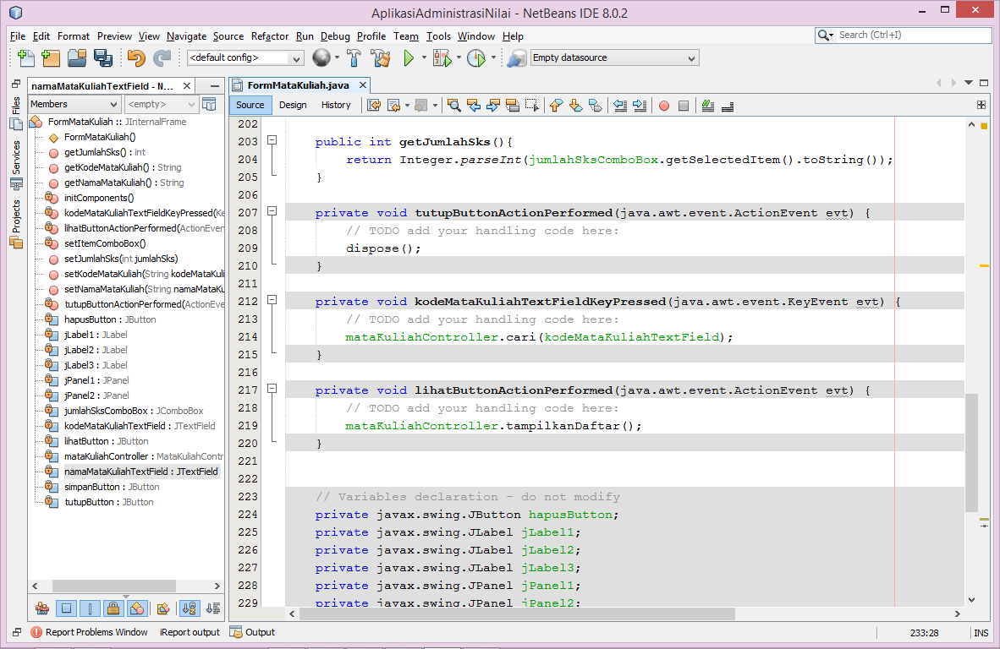 AplikasiAdministrasiNilai - NetBeans IDE 8.0.2
File Edit Format Preview View Navigate Source Refactor Run Debug Profile Team Tools Window Help
Search (Ctrl+I)
<default config>
Empty datasource
namaMataKuliahTextField - N...
Members
<empty>
Files
Services
Projects
FormMataKuliah :: JInternalFrame
FormMataKuliah()
getJumlahSks() : int
getKodeMataKuliah() : String
getNamaMataKuliah() : String
initComponents()
kodeMataKuliahTextFieldKeyPressed(Ke
lihatButtonActionPerformed(ActionEven
setItemComboBox()
setJumlahSks(int jumlahSks)
setKodeMataKuliah(String kodeMataKuli
setNamaMataKuliah(String namaMataKu
tutupButtonActionPerformed(ActionEve
hapusButton : JButton
jLabel1 : JLabel
jLabel2 : JLabel
jLabel3 : JLabel
jPanel1 : JPanel
jPanel2 : JPanel
jumlahSksComboBox : JComboBox
kodeMataKuliahTextField : JTextField
lihatButton : JButton
mataKuliahController : MataKuliahContr
namaMataKuliahTextField : JTextField
simpanButton : JButton
tutupButton : JButton
FormMataKuliah.java
Source Design History
202
203 public int getJumlahSks(){
204 return Integer.parseInt(jumlahSksComboBox.getSelectedItem().toString());
205 }
206
207 private void tutupButtonActionPerformed(java.awt.event.ActionEvent evt) {
208 // TODO add your handling code here:
209 dispose();
210 }
211
212 private void kodeMataKuliahTextFieldKeyPressed(java.awt.event.KeyEvent evt) {
213 // TODO add your handling code here:
214 mataKuliahController.cari(kodeMataKuliahTextField);
215 }
216
217 private void lihatButtonActionPerformed(java.awt.event.ActionEvent evt) {
218 // TODO add your handling code here:
219 mataKuliahController.tampilkanDaftar();
220 }
221
222
223 // Variables declaration - do not modify
224 private javax.swing.JButton hapusButton;
225 private javax.swing.JLabel jLabel1;
226 private javax.swing.JLabel jLabel2;
227 private javax.swing.JLabel jLabel3;
228 private javax.swing.JPanel jPanel1;
229 private javax.swing.JPanel jPanel2;
Report Problems Window iReport output Output
233:28 INS